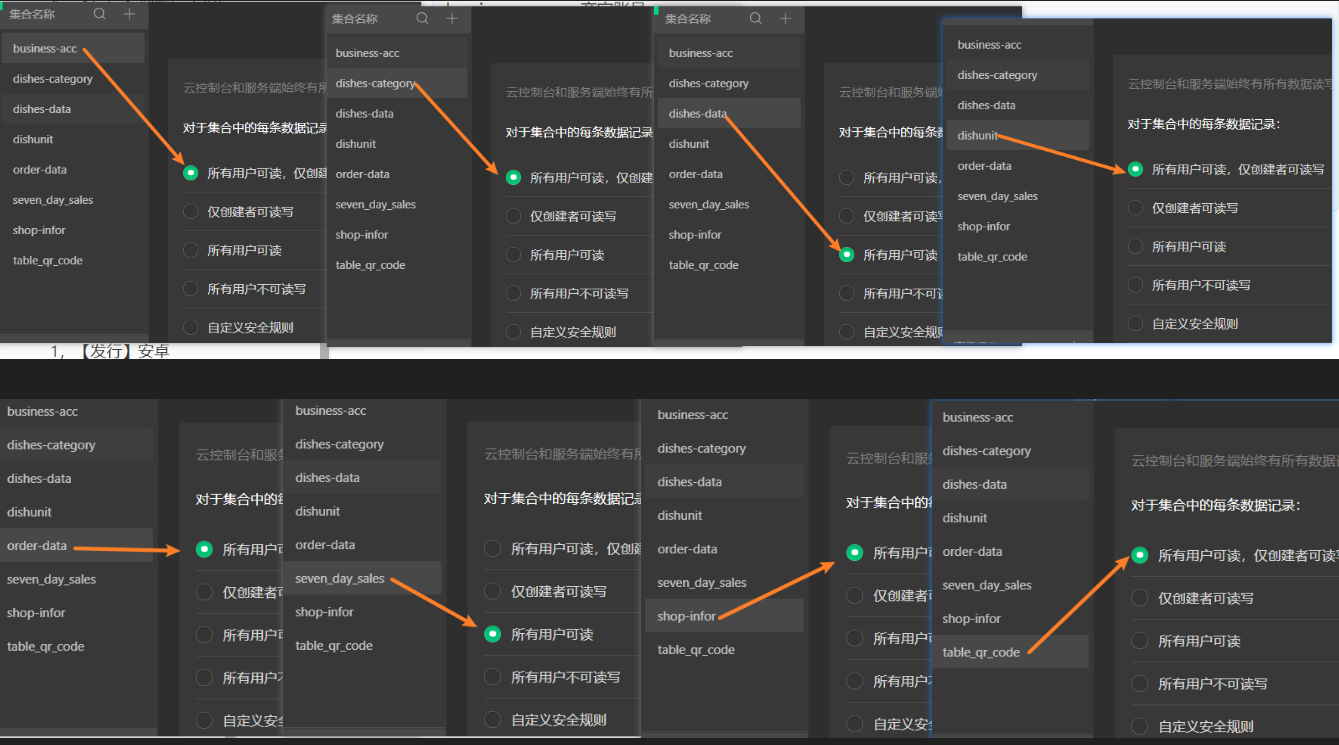 集合名称
business-acc
dishes-category
dishes-data
dishunit
order-data
seven_day_sales
shop-infor
table_qr_code
云控制台和服务端始终有所
对于集合中的每条数据记录
所有用户可读，仅创建
仅创建者可读写
所有用户可读
所有用户不可读写
自定义安全规则
集合名称
business-acc
dishes-category
dishes-data
dishunit
order-data
seven_day_sales
shop-infor
table_qr_code
云控制台和服务端始终有所
对于集合中的每条数据记录
所有用户可读，仅创建
仅创建者可读写
所有用户可读
所有用户不可读写
自定义安全规则
集合名称
business-acc
dishes-category
dishes-data
dishunit
order-data
seven_day_sales
shop-infor
table_qr_code
云控制台和服务端始
对于集合中的每条
所有用户可读，
仅创建者可读写
所有用户可读
所有用户不可
自定义安全规
business-acc
dishes-category
dishes-data
dishunit
order-data
seven_day_sales
shop-infor
table_qr_code
云控制台和服务端始终有所有数据读写
对于集合中的每条数据记录：
所有用户可读，仅创建者可读写
仅创建者可读写
所有用户可读
所有用户不可读写
自定义安全规则
1，【发行】安卓
business-acc
dishes-category
dishes-data
dishunit
order-data
seven_day_sales
shop-infor
table_qr_code
云控制台和服
对于集合中的每
所有用户可
仅创建者可
所有用户可
所有用户不
自定义安全
business-acc
dishes-category
dishes-data
dishunit
order-data
seven_day_sales
shop-infor
table_qr_code
云控制台和服务端始终有所
对于集合中的每条数据记录
所有用户可读，仅创建
仅创建者可读写
所有用户可读
所有用户不可读写
自定义安全规则
business-acc
dishes-category
dishes-data
dishunit
order-data
seven_day_sales
shop-infor
table_qr_code
云控制台和服务
对于集合中的每
所有用户可
仅创建者可
所有用户可
所有用户不
自定义安全
business-acc
dishes-category
dishes-data
dishunit
order-data
seven_day_sales
shop-infor
table_qr_code
云控制台和服务端始终有所有数据
对于集合中的每条数据记录：
所有用户可读，仅创建者可读写
仅创建者可读写
所有用户可读
所有用户不可读写
自定义安全规则